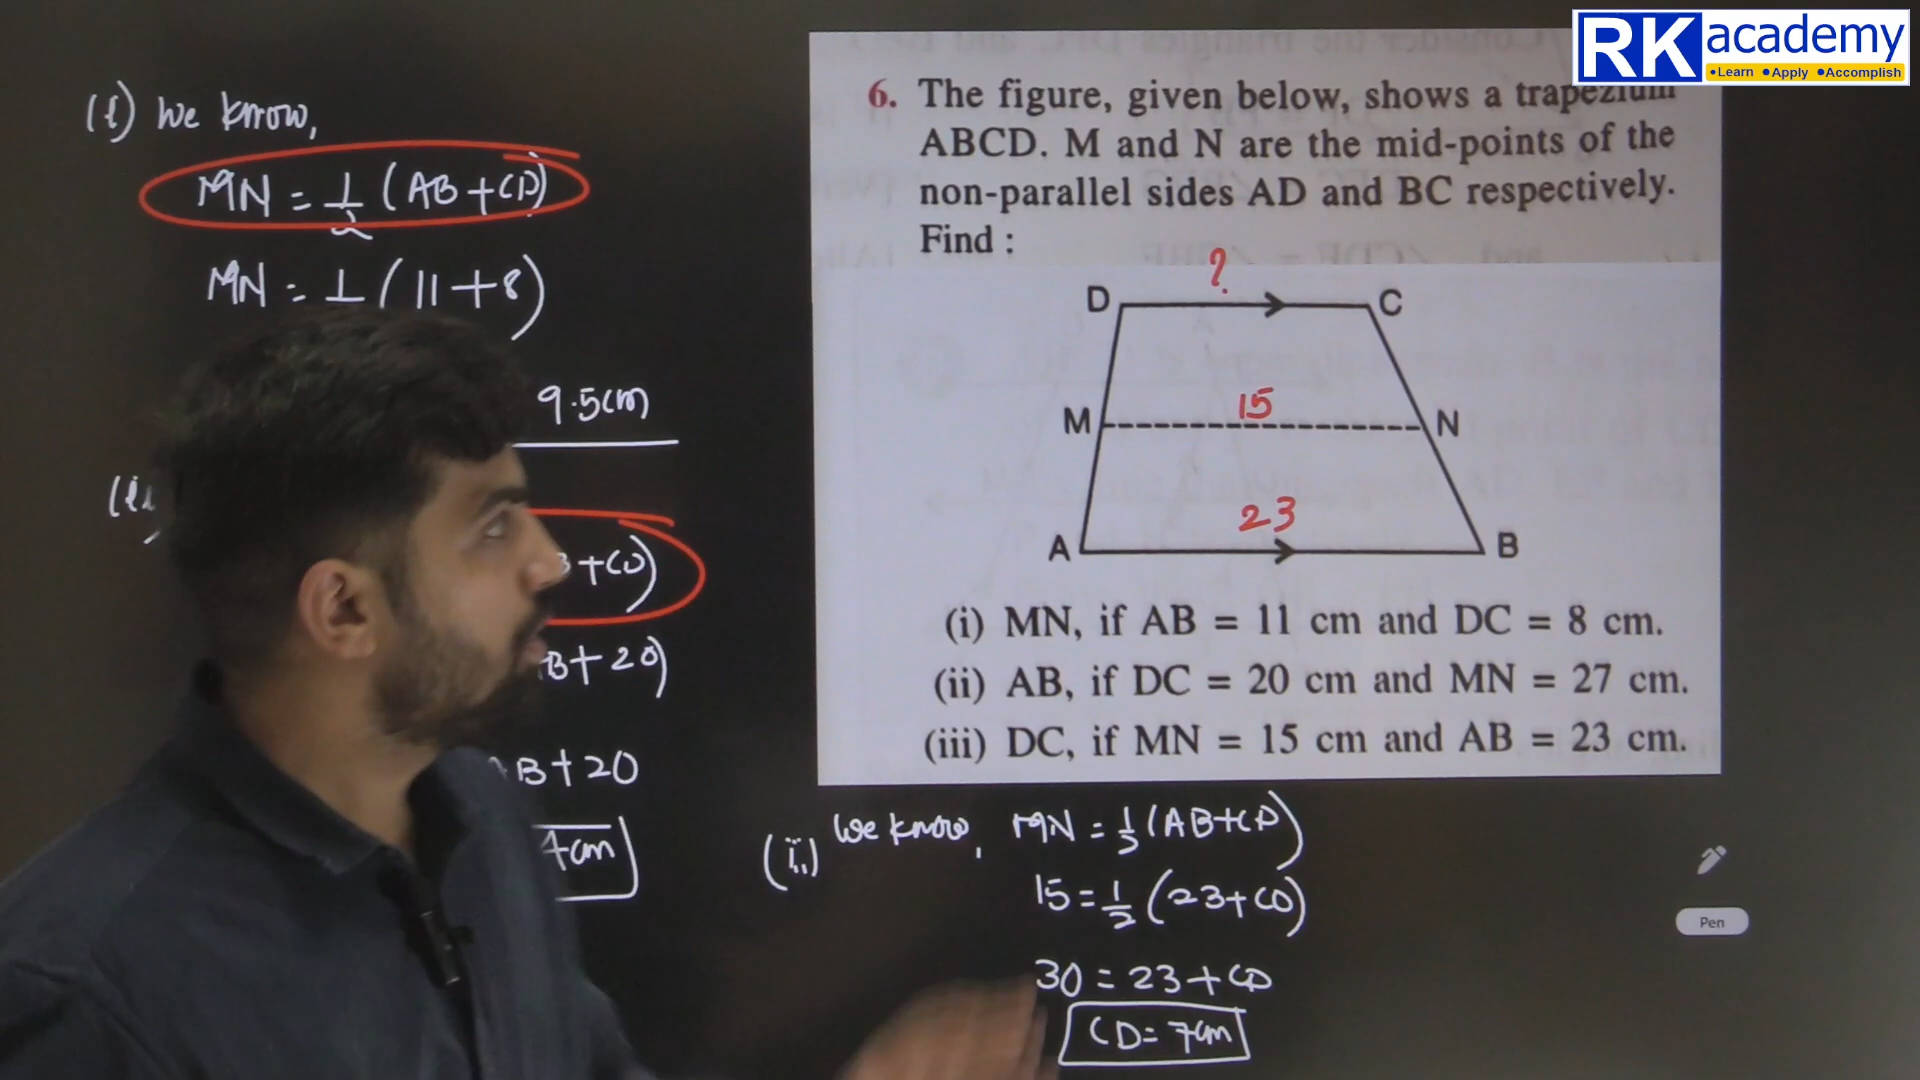 RK academy
•Learn •Apply •Accomplish
(i) We know,
MN = 1/2 (AB + CD)
MN = 1/2 (11 + 8)
9.5cm
(ii
+ CD)
B + 20)
B + 20
4cm
6. The figure, given below, shows a trapezium
ABCD. M and N are the mid-points of the
non-parallel sides AD and BC respectively.
Find :
?
D C
15
M N
23
A B
(i) MN, if AB = 11 cm and DC = 8 cm.
(ii) AB, if DC = 20 cm and MN = 27 cm.
(iii) DC, if MN = 15 cm and AB = 23 cm.
(iii) We know, MN = 1/2 (AB + CD)
15 = 1/2 (23 + CD)
30 = 23 + CD
CD = 7cm
Pen